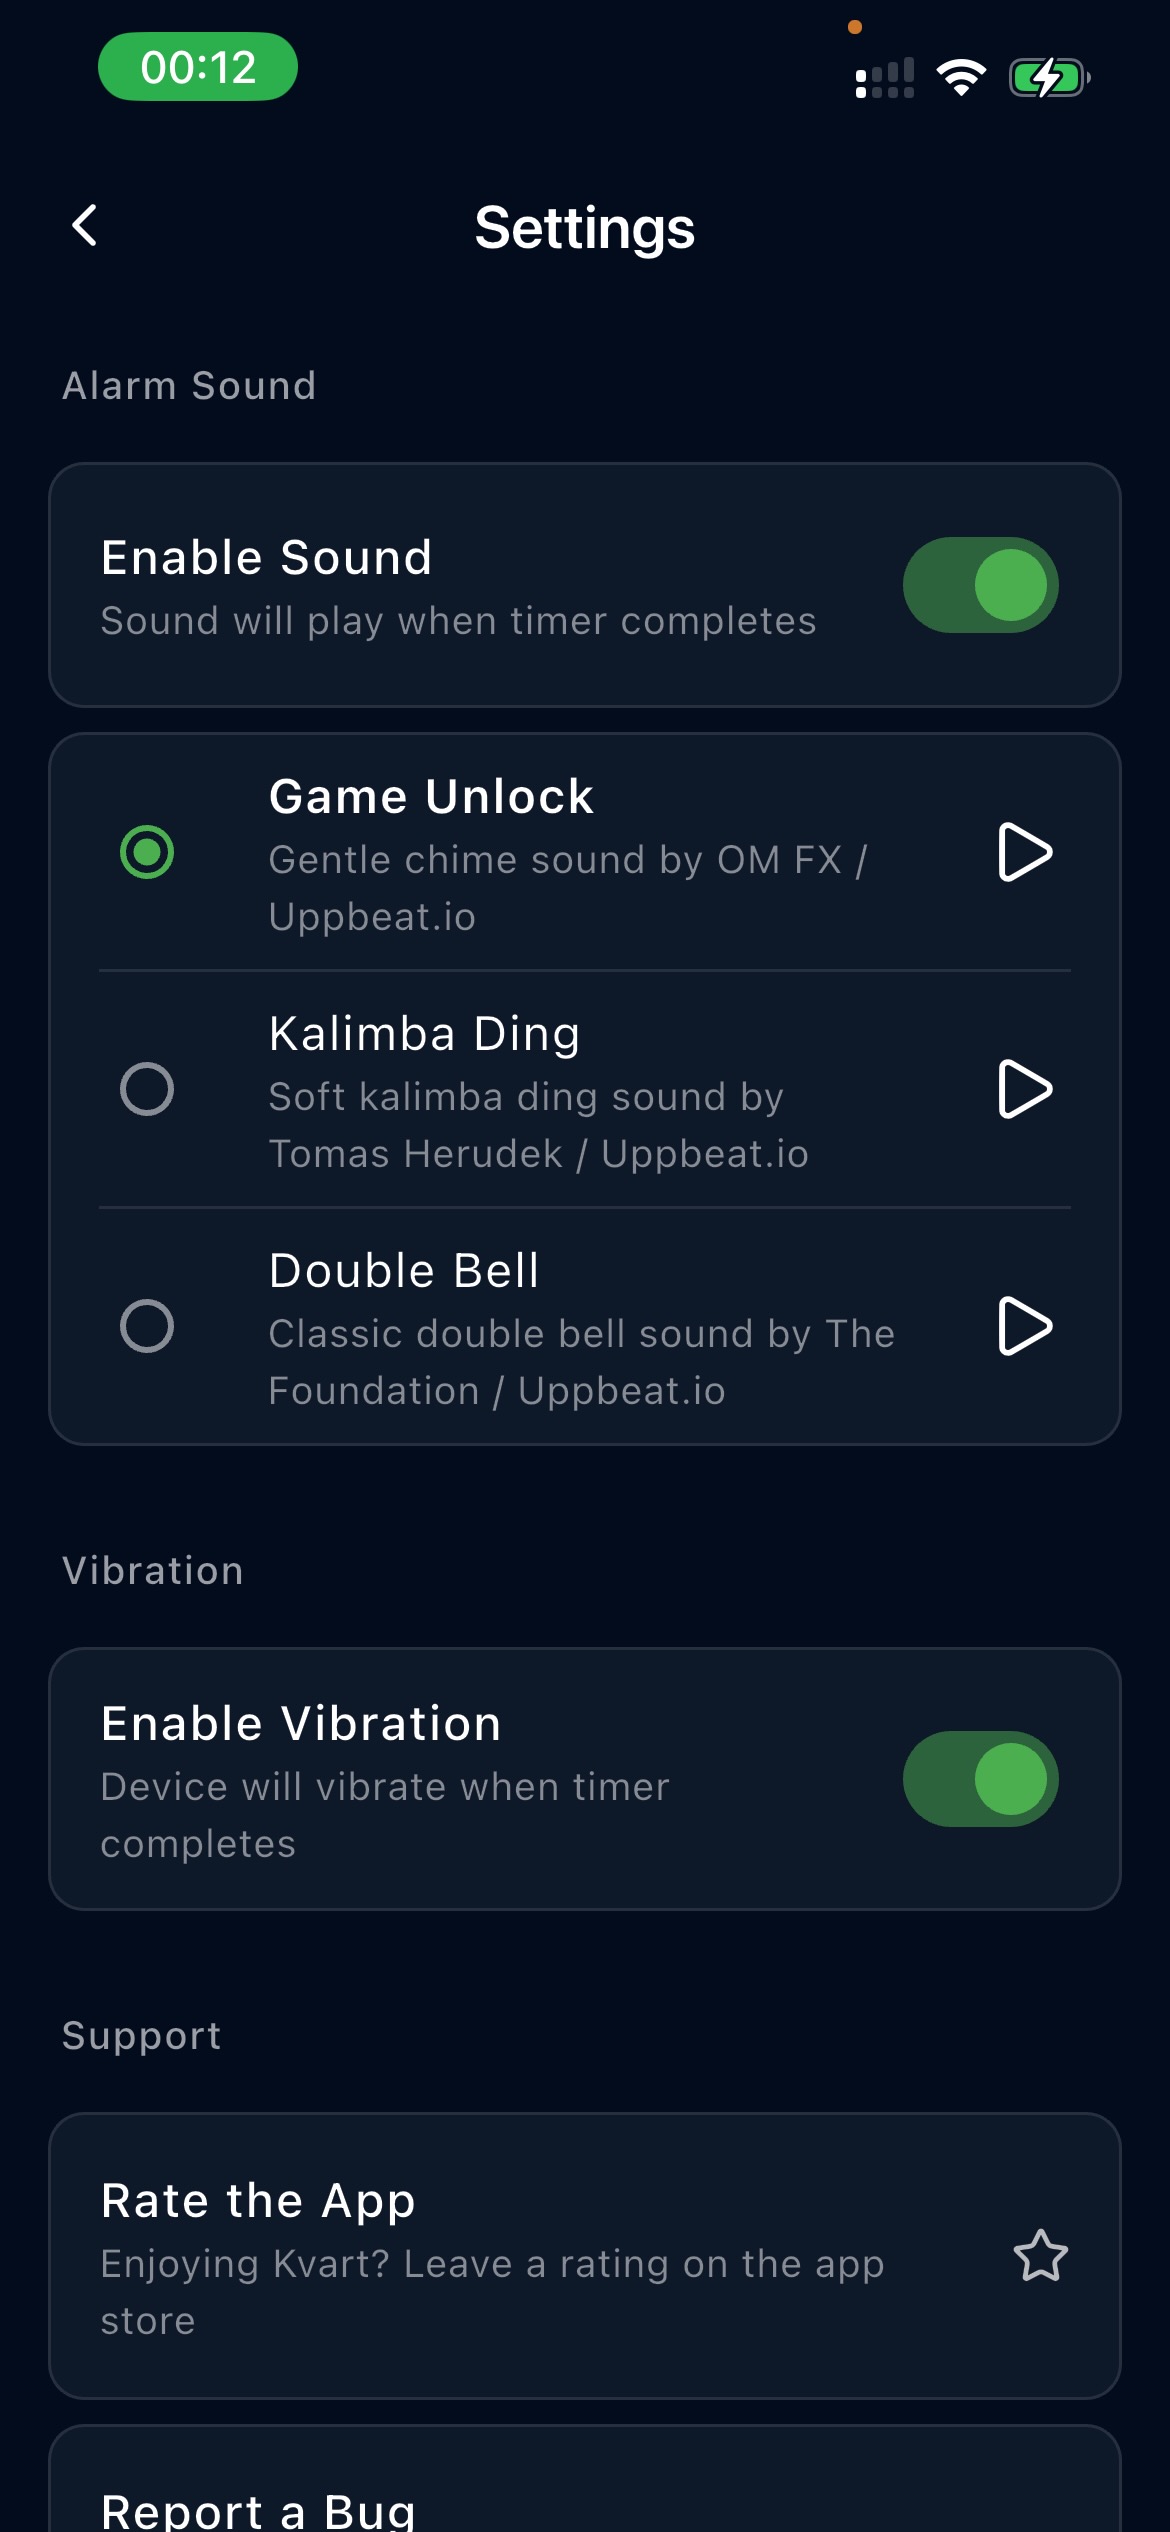 00:12
Settings
Alarm Sound
Enable Sound
Sound will play when timer completes
Game Unlock
Gentle chime sound by OM FX /
Uppbeat.io
Kalimba Ding
Soft kalimba ding sound by
Tomas Herudek / Uppbeat.io
Double Bell
Classic double bell sound by The
Foundation / Uppbeat.io
Vibration
Enable Vibration
Device will vibrate when timer
completes
Support
Rate the App
Enjoying Kvart? Leave a rating on the app
store
Report a Bug